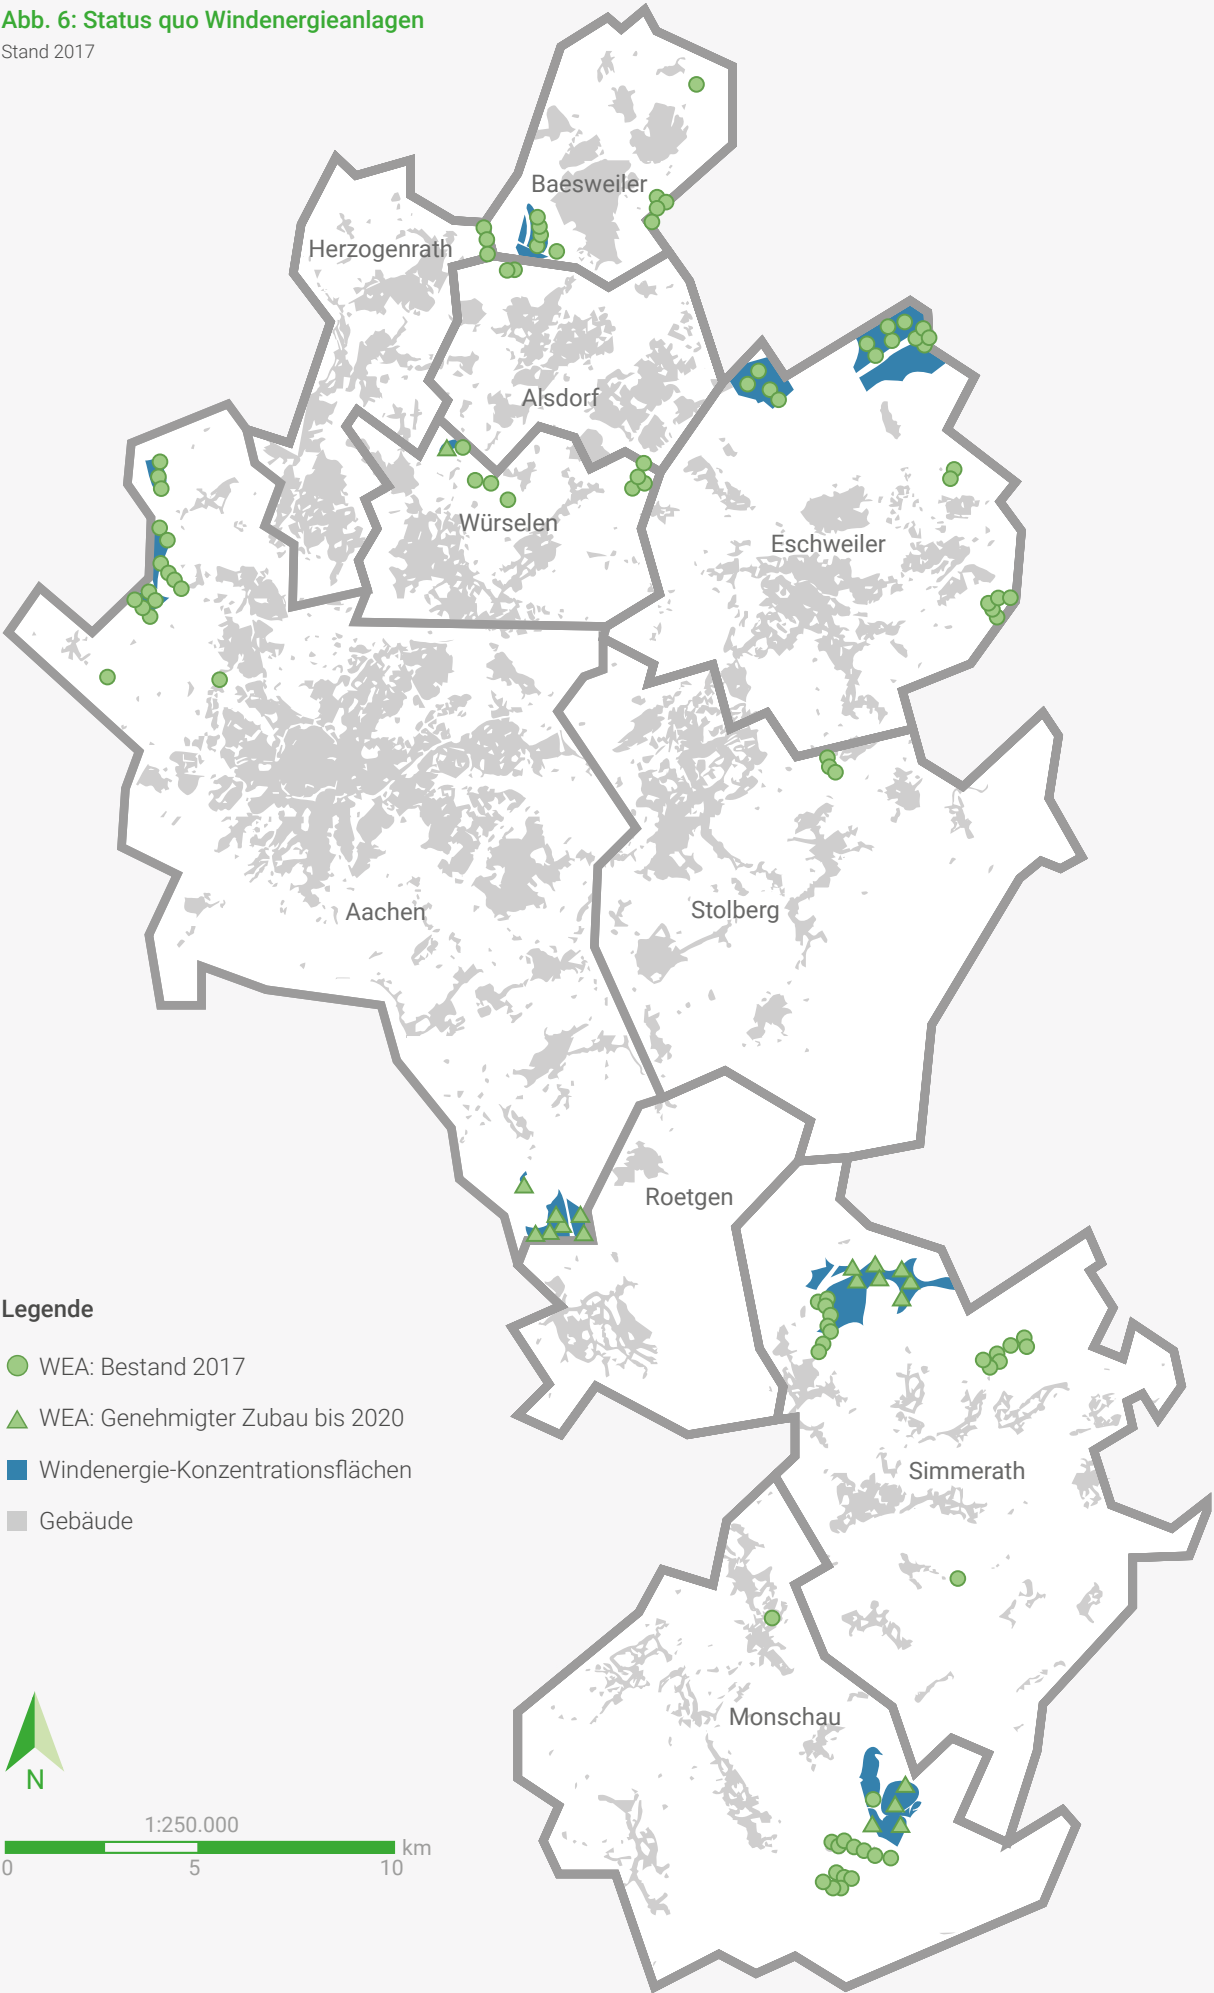 Abb. 6: Status quo Windenergieanlagen
Stand 2017
Baesweiler
Herzogenrath
Alsdorf
Würselen
Eschweiler
Aachen
Stolberg
Roetgen
Simmerath
Monschau
Legende
WEA: Bestand 2017
WEA: Genehmigter Zubau bis 2020
Windenergie-Konzentrationsflächen
Gebäude
N
1:250.000
km
0 5 10